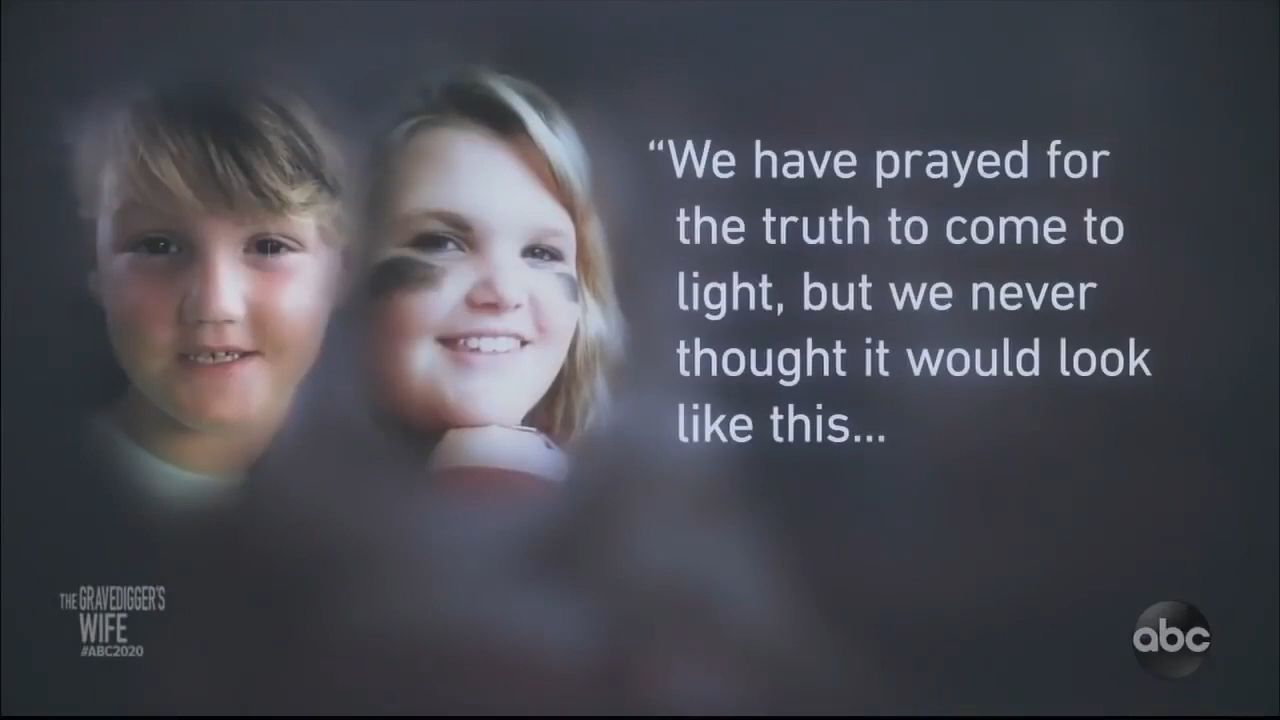 “We have prayed for
the truth to come to
light, but we never
thought it would look
like this...
THE GRAVEDIGGER'S
WIFE
#ABC2020
abc